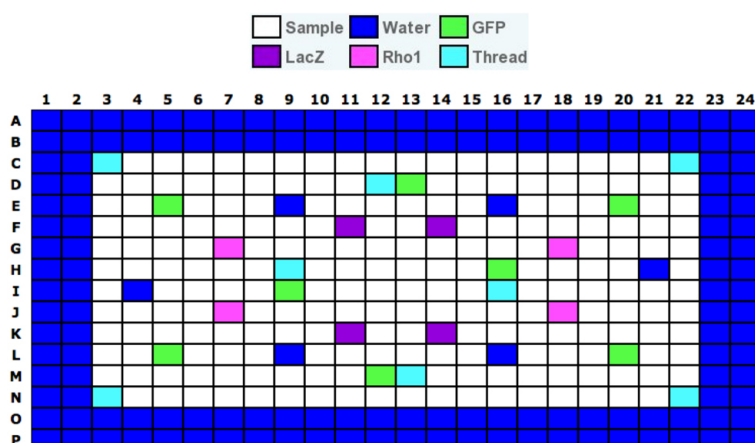 Sample Water GFP
LacZ Rho1 Thread
1 2 3 4 5 6 7 8 9 10 11 12 13 14 15 16 17 18 19 20 21 22 23 24
A
B
C
D
E
F
G
H
I
J
K
L
M
N
O
P